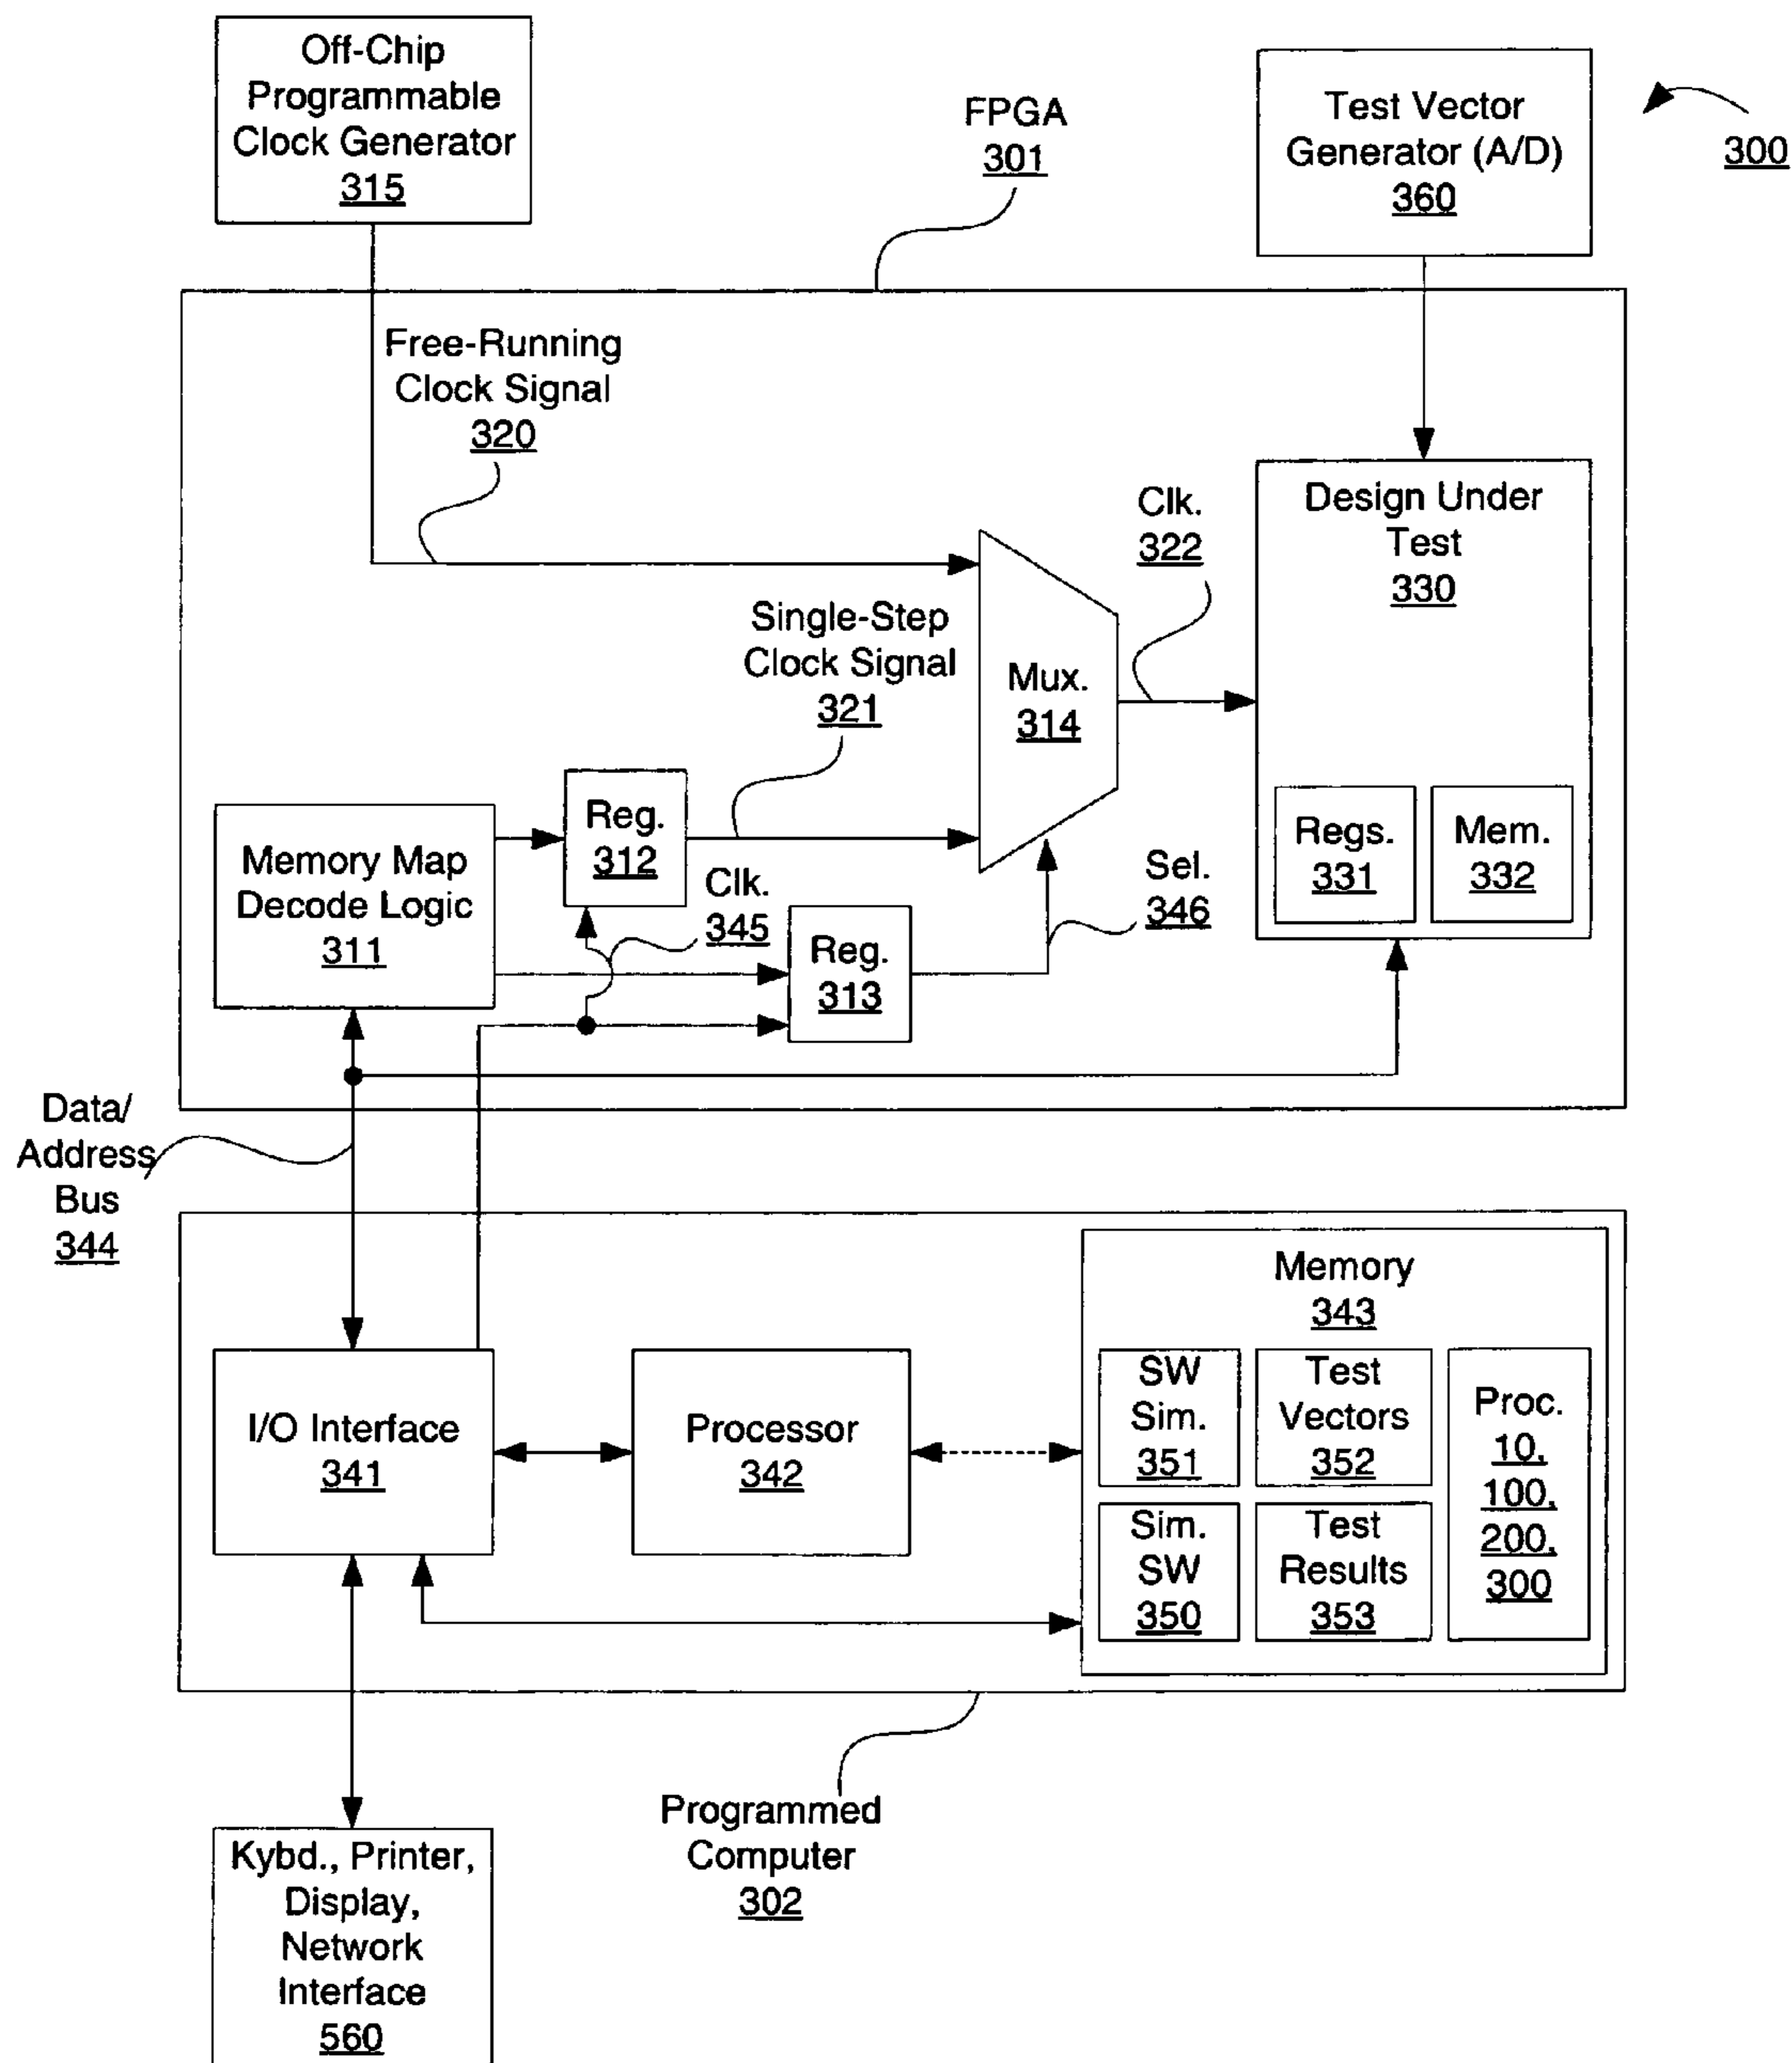 Off-Chip
Programmable
Clock Generator
315
FPGA
301
Test Vector
Generator (A/D)
360
300
Free-Running
Clock Signal
320
Clk.
322
Design Under
Test
330
Single-Step
Clock Signal
321
Mux.
314
Memory Map
Decode Logic
311
Reg.
312
Clk.
345
Reg.
313
Sel.
346
Regs.
331
Mem.
332
Data/
Address
Bus
344
Memory
343
I/O Interface
341
Processor
342
SW
Sim.
351
Test
Vectors
352
Proc.
10,
100,
200,
300
Sim.
SW
350
Test
Results
353
Programmed
Computer
302
Kybd., Printer,
Display,
Network
Interface
560